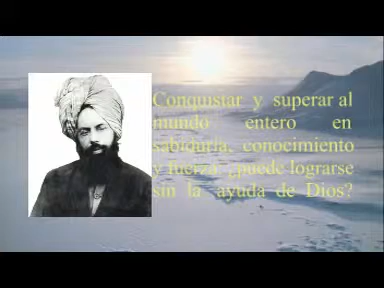 Conquistar y superar al
mundo entero en
sabiduría, conocimiento
y fuerza, ¿puede lograrse
sin la ayuda de Dios?